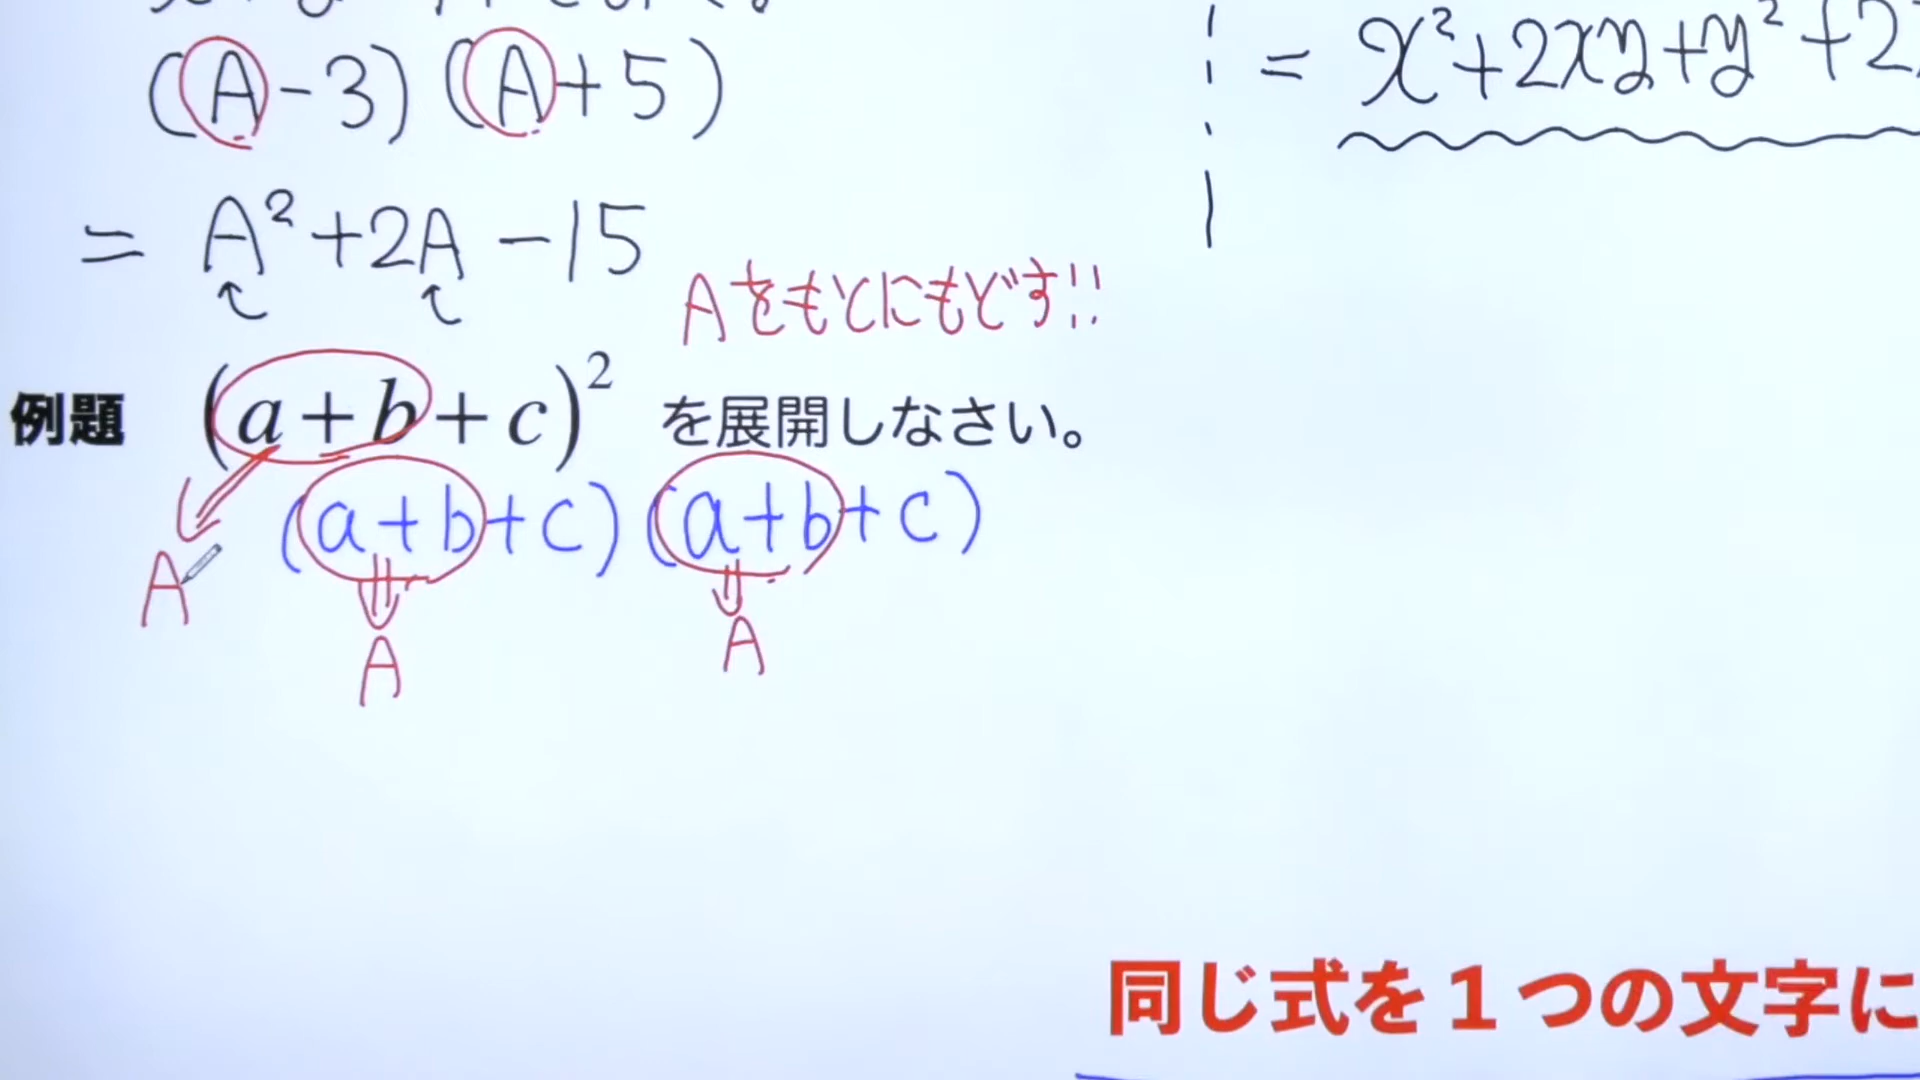 (A-3)(A+5)
= A²+2A-15
Aをもとにもどす!!
例題 (a+b+c)² を展開しなさい。
(a+b+c)(a+b+c)
A
A
A
= x²+2xy+y²+2
同じ式を1つの文字に